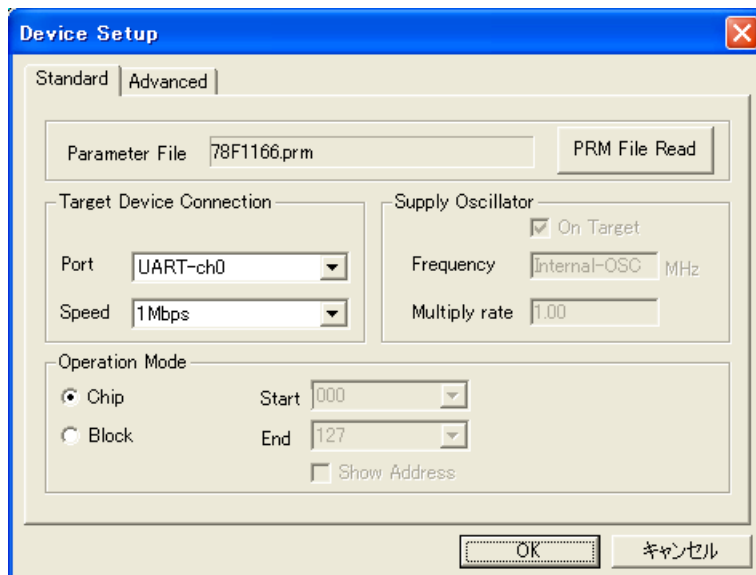 Device Setup
Standard
Advanced
Parameter File
78F1166.prm
PRM File Read
Target Device Connection
Port
UART-ch0
Speed
1Mbps
Supply Oscillator
On Target
Frequency
Internal-OSC
MHz
Multiply rate
1.00
Operation Mode
Chip
Start
000
Block
End
127
Show Address
OK
キャンセル